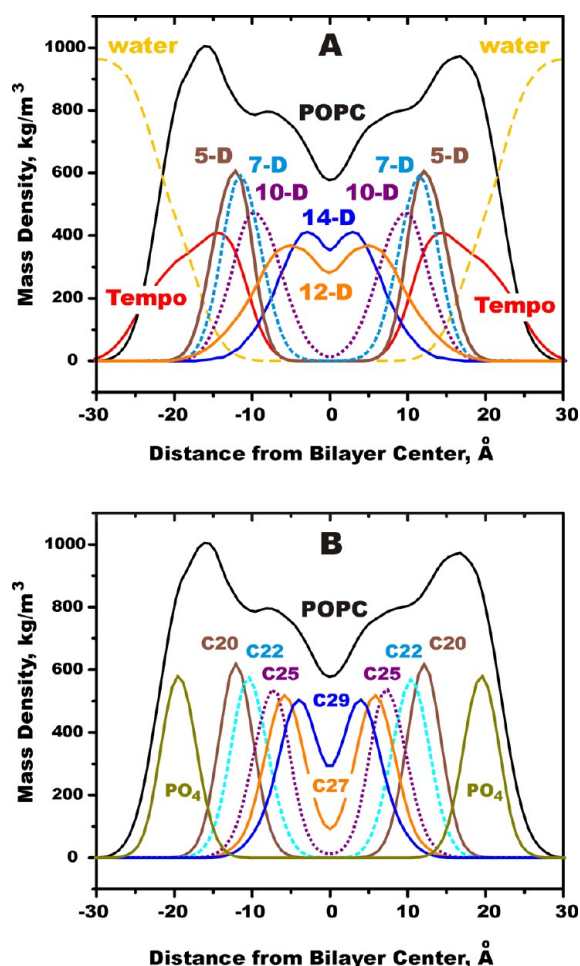 A
water water
1000
POPC
800
5-D 5-D
600
7-D 7-D
10-D 10-D
14-D
400
Tempo 12-D Tempo
200
0
Mass Density, kg/m³
-30 -20 -10 0 10 20 30
Distance from Bilayer Center, Å
B
1000
POPC
800
C20 C20
C22 C22
600
C25 C25
C29
400
C27
PO₄ PO₄
200
0
Mass Density, kg/m³
-30 -20 -10 0 10 20 30
Distance from Bilayer Center, Å